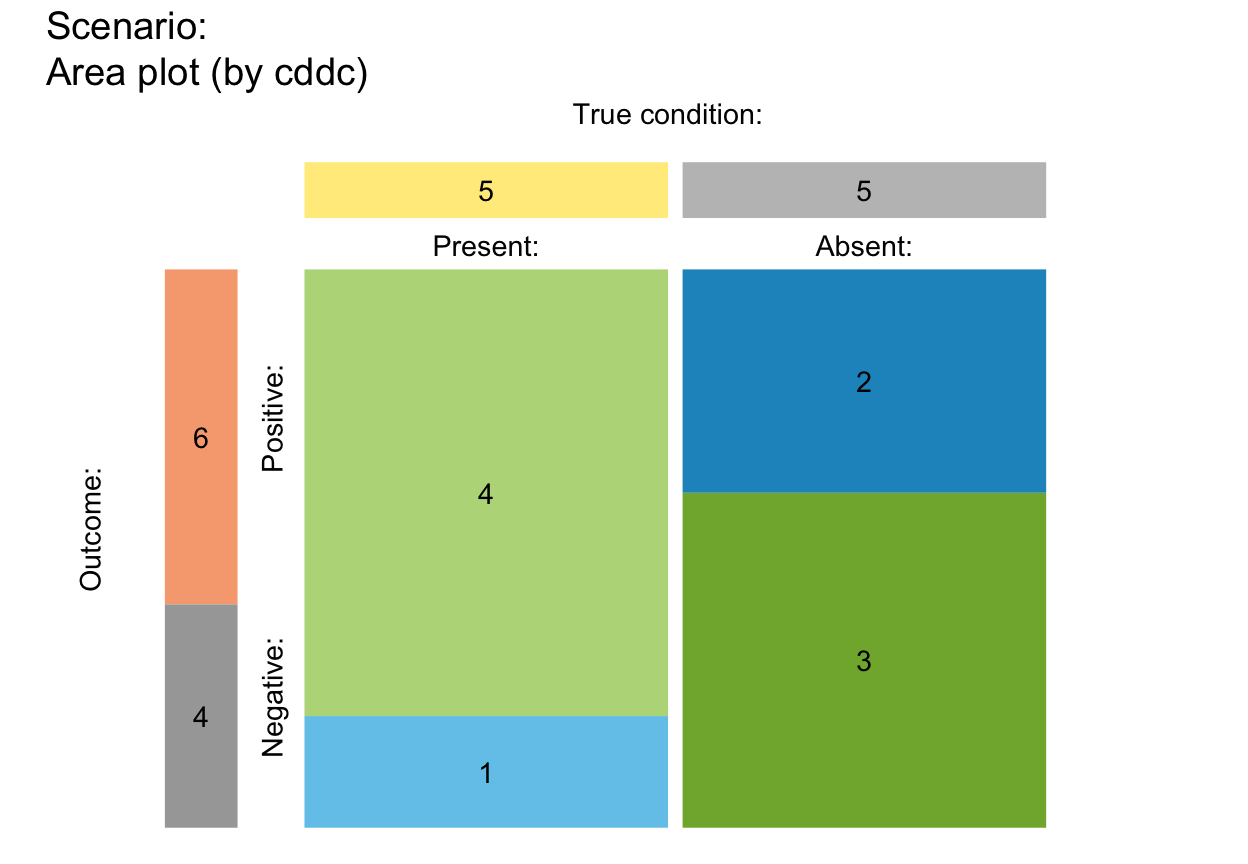 Scenario:
Area plot (by cddc)
True condition:
5
5
Present:
Absent:
Outcome:
6
4
Positive:
Negative:
4
2
1
3